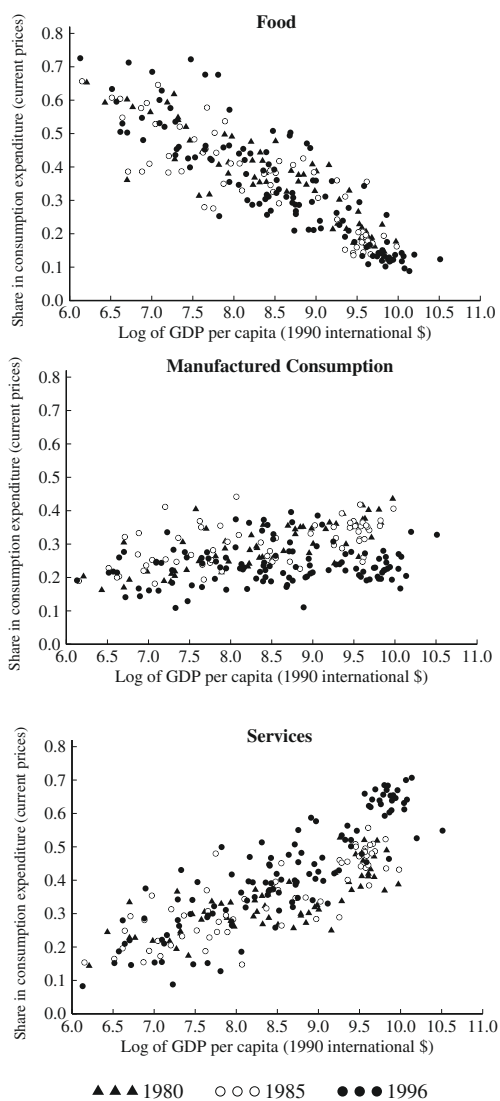 Food
Share in consumption expenditure (current prices)
0.8
0.7
0.6
0.5
0.4
0.3
0.2
0.1
0.0
6.0 6.5 7.0 7.5 8.0 8.5 9.0 9.5 10.0 10.5 11.0
Log of GDP per capita (1990 international $)
Manufactured Consumption
Share in consumption expenditure (current prices)
0.8
0.7
0.6
0.5
0.4
0.3
0.2
0.1
0.0
6.0 6.5 7.0 7.5 8.0 8.5 9.0 9.5 10.0 10.5 11.0
Log of GDP per capita (1990 international $)
Services
Share in consumption expenditure (current prices)
0.8
0.7
0.6
0.5
0.4
0.3
0.2
0.1
0.0
6.0 6.5 7.0 7.5 8.0 8.5 9.0 9.5 10.0 10.5 11.0
Log of GDP per capita (1990 international $)
1980 1985 1996